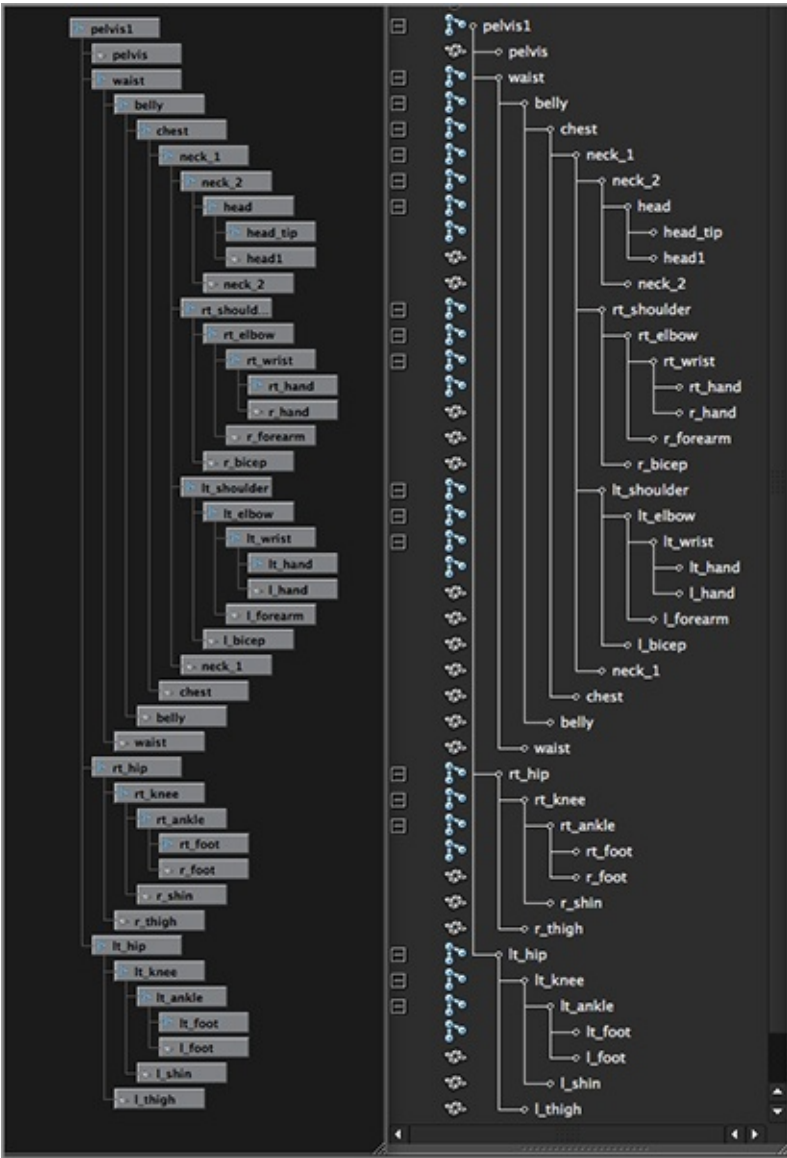 pelvis1
pelvis
waist
belly
chest
neck_1
neck_2
head
head_tip
head1
neck_2
rt_should...
rt_elbow
rt_wrist
rt_hand
r_hand
r_forearm
r_bicep
lt_shoulder
lt_elbow
lt_wrist
lt_hand
l_hand
l_forearm
l_bicep
neck_1
chest
belly
waist
rt_hip
rt_knee
rt_ankle
rt_foot
r_foot
r_shin
r_thigh
lt_hip
lt_knee
lt_ankle
lt_foot
l_foot
l_shin
l_thigh
pelvis1
pelvis
waist
belly
chest
neck_1
neck_2
head
head_tip
head1
neck_2
rt_shoulder
rt_elbow
rt_wrist
rt_hand
r_hand
r_forearm
r_bicep
lt_shoulder
lt_elbow
lt_wrist
lt_hand
l_hand
l_forearm
l_bicep
neck_1
chest
belly
waist
rt_hip
rt_knee
rt_ankle
rt_foot
r_foot
r_shin
r_thigh
lt_hip
lt_knee
lt_ankle
lt_foot
l_foot
l_shin
l_thigh